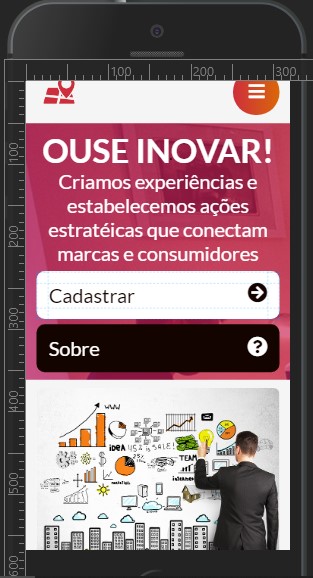 100
200
300
100
OUSE INOVAR!
Criamos experiências e
estabelecemos ações
estratéicas que conectam
marcas e consumidores
200
Cadastrar
300
Sobre
?
400
WWW
IDEA
TEAM
500
600